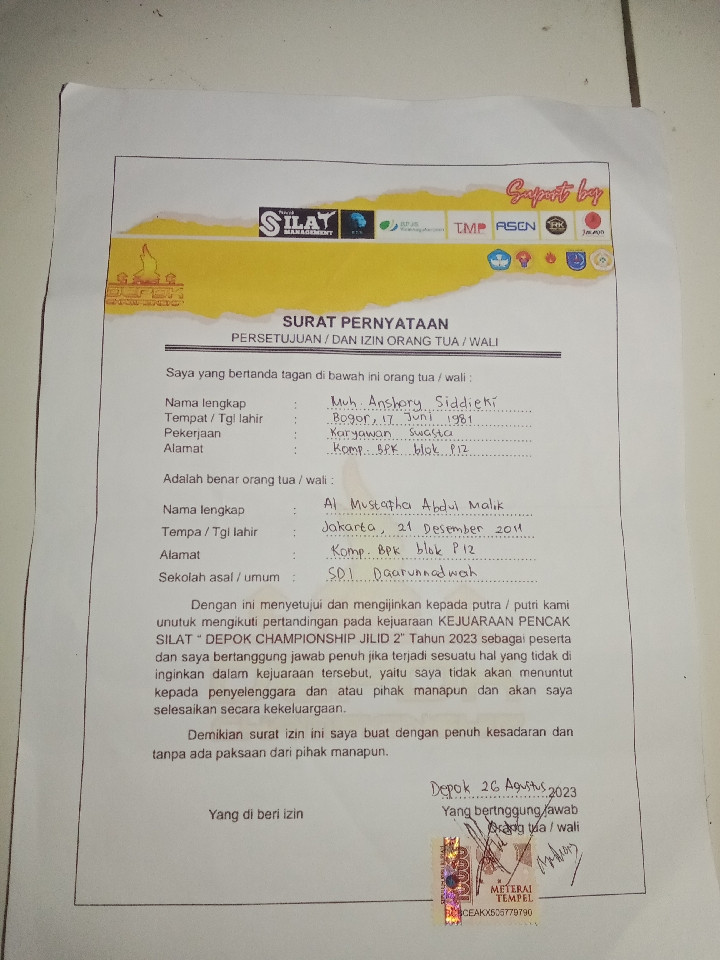 Suport by
SILAT
MANAGEMENT
BPJS
Ketenagakerjaan
T.M.P
ASEN
DEPOK
CHAMPIONSHIP
SURAT PERNYATAAN
PERSETUJUAN / DAN IZIN ORANG TUA / WALI
Saya yang bertanda tagan di bawah ini orang tua / wali :
Nama lengkap : Muh. Anshory Siddieki
Tempat / Tgl lahir : Bogor, 17 Juni 1981
Pekerjaan : Karyawan Swasta
Alamat : Komp. BPK blok P12
Adalah benar orang tua / wali :
Nama lengkap : Al Mustafha Abdul Malik
Tempa / Tgl lahir : Jakarta, 21 Desember 2011
Alamat : Komp. BPK blok P12
Sekolah asal / umum : SDI Daarunnadwah
Dengan ini menyetujui dan mengijinkan kepada putra / putri kami
unutuk mengikuti pertandingan pada kejuaraan KEJUARAAN PENCAK
SILAT “ DEPOK CHAMPIONSHIP JILID 2” Tahun 2023 sebagai peserta
dan saya bertanggung jawab penuh jika terjadi sesuatu hal yang tidak di
inginkan dalam kejuaraan tersebut, yaitu saya tidak akan menuntut
kepada penyelenggara dan atau pihak manapun dan akan saya
selesaikan secara kekeluargaan.
Demikian surat izin ini saya buat dengan penuh kesadaran dan
tanpa ada paksaan dari pihak manapun.
Depok 26 Agustus 2023
Yang di beri izin
Yang bertnggung jawab
Orang tua / wali
10000
METERAI
TEMPEL